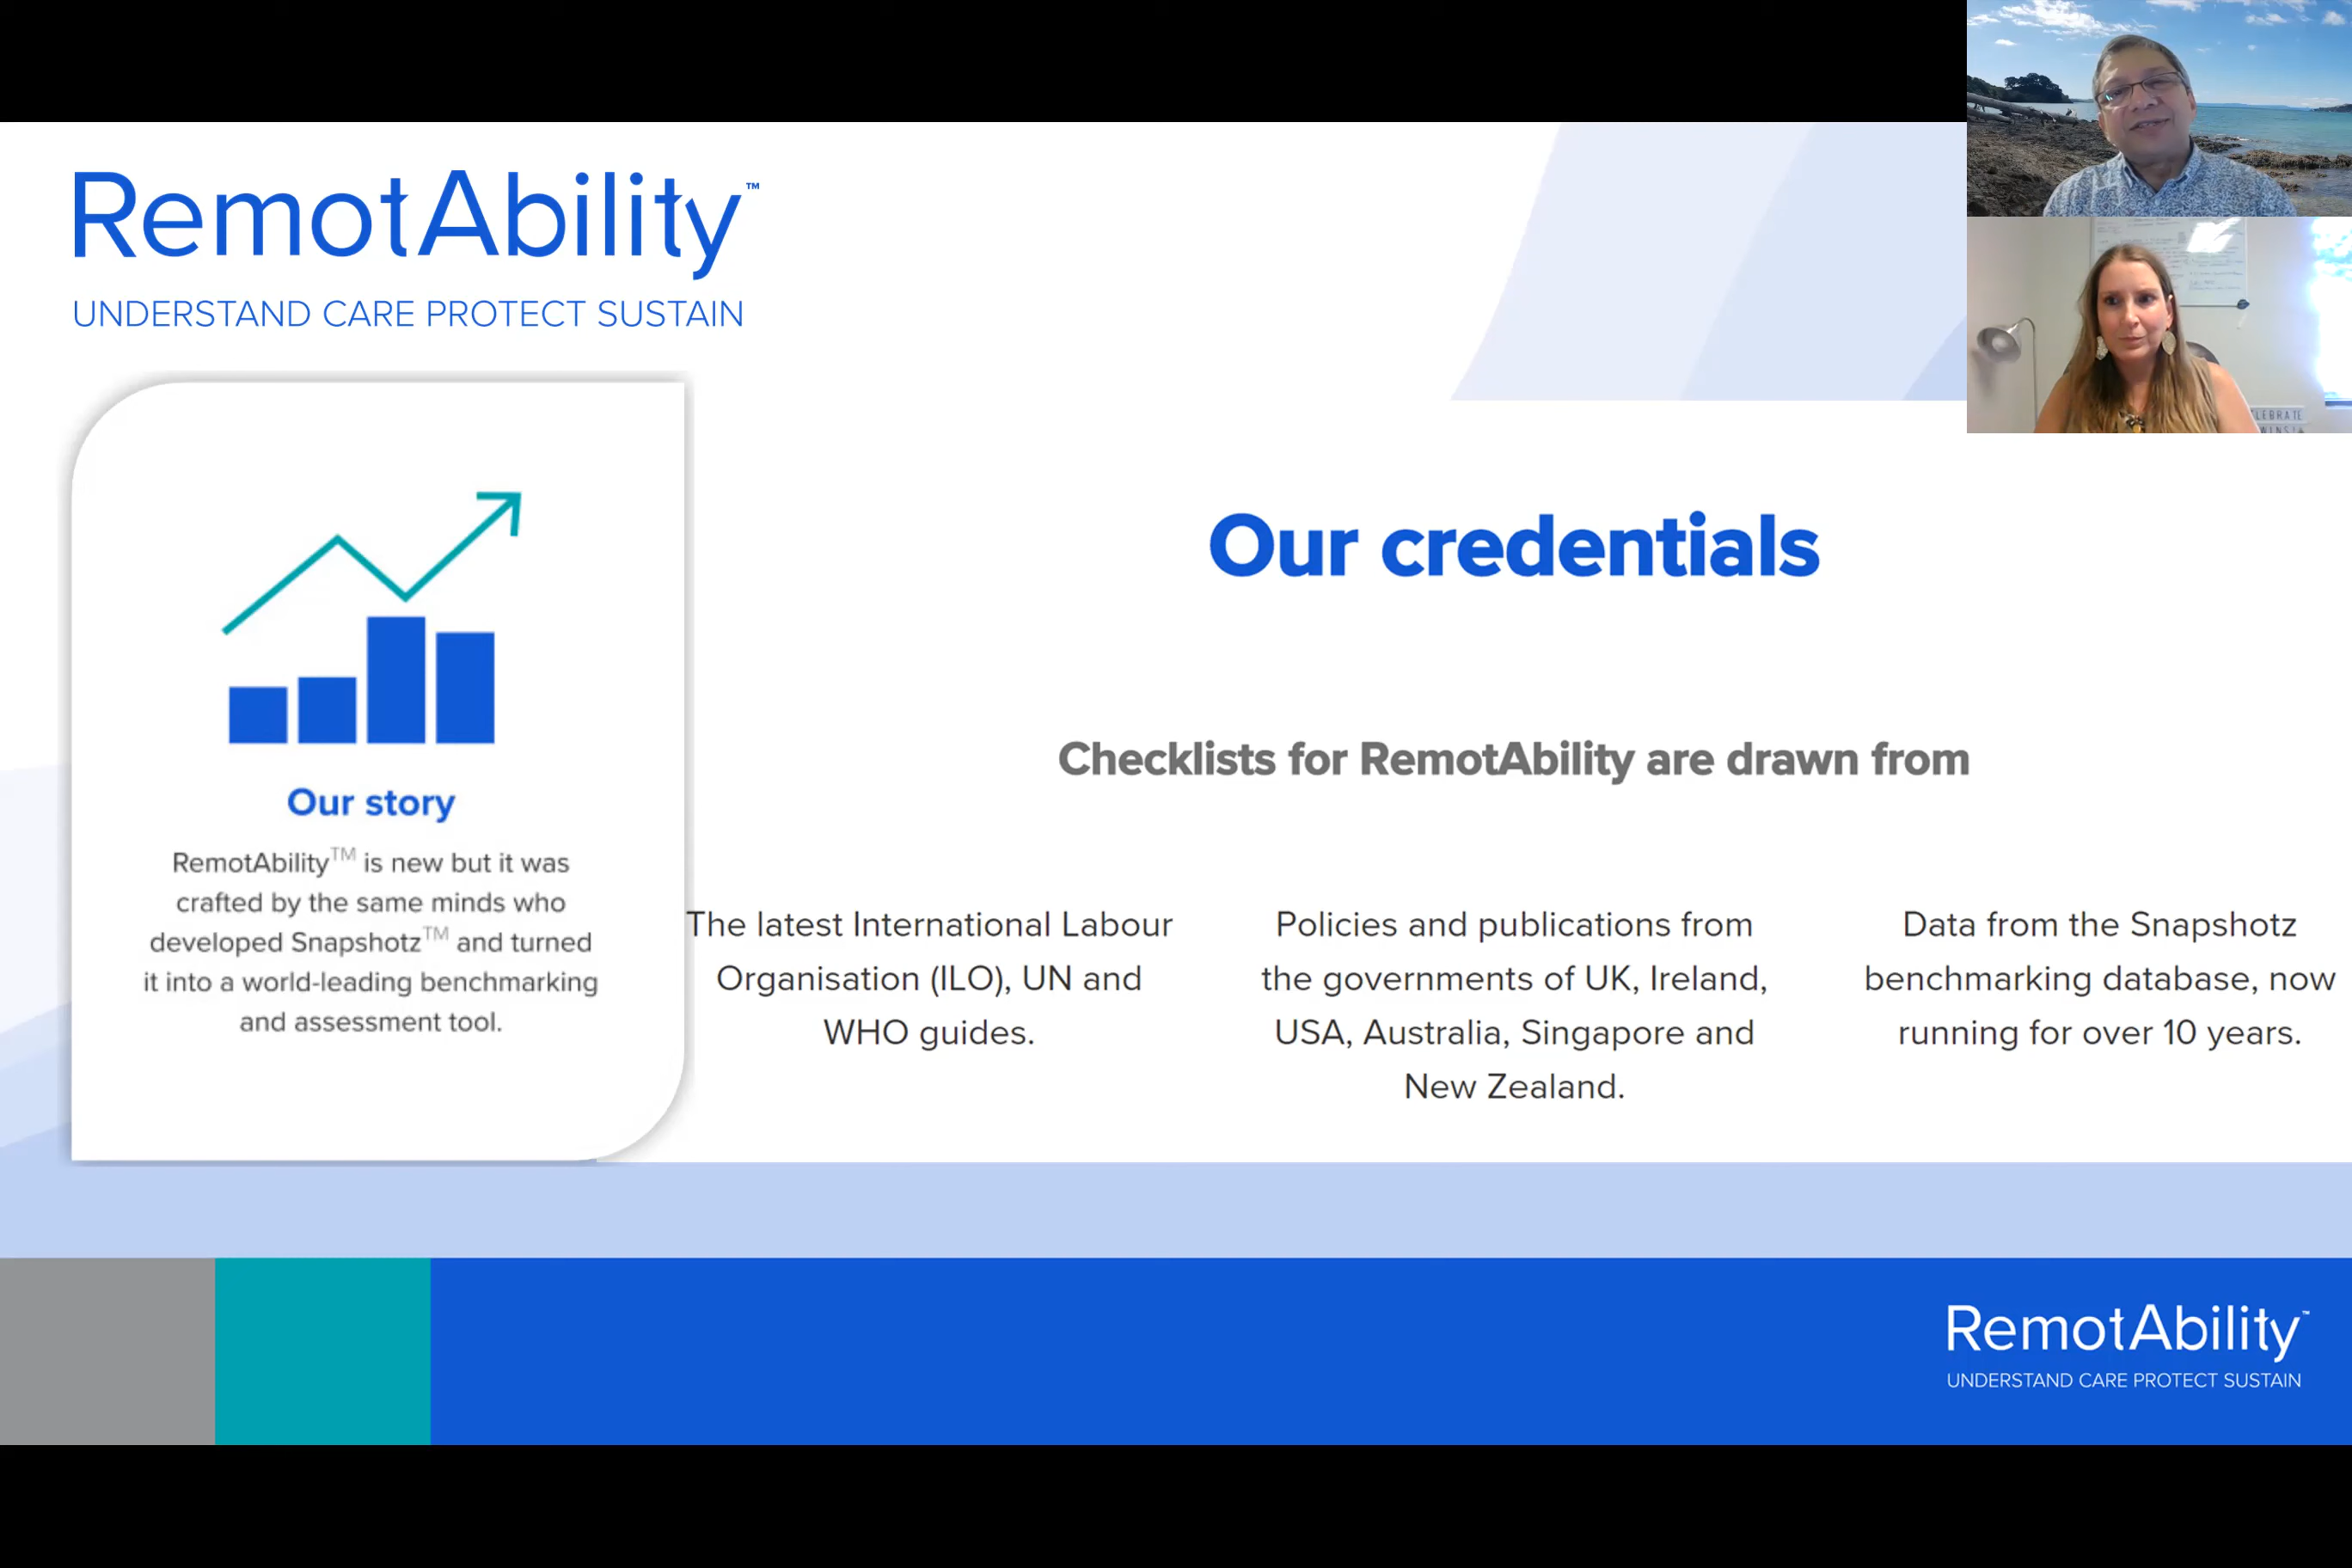 RemotAbility™
UNDERSTAND CARE PROTECT SUSTAIN
Our story
RemotAbility™ is new but it was
crafted by the same minds who
developed Snapshotz™ and turned
it into a world-leading benchmarking
and assessment tool.
Our credentials
Checklists for RemotAbility are drawn from
The latest International Labour
Organisation (ILO), UN and
WHO guides.
Policies and publications from
the governments of UK, Ireland,
USA, Australia, Singapore and
New Zealand.
Data from the Snapshotz
benchmarking database, now
running for over 10 years.
LEBRATE
RemotAbility™
UNDERSTAND CARE PROTECT SUSTAIN